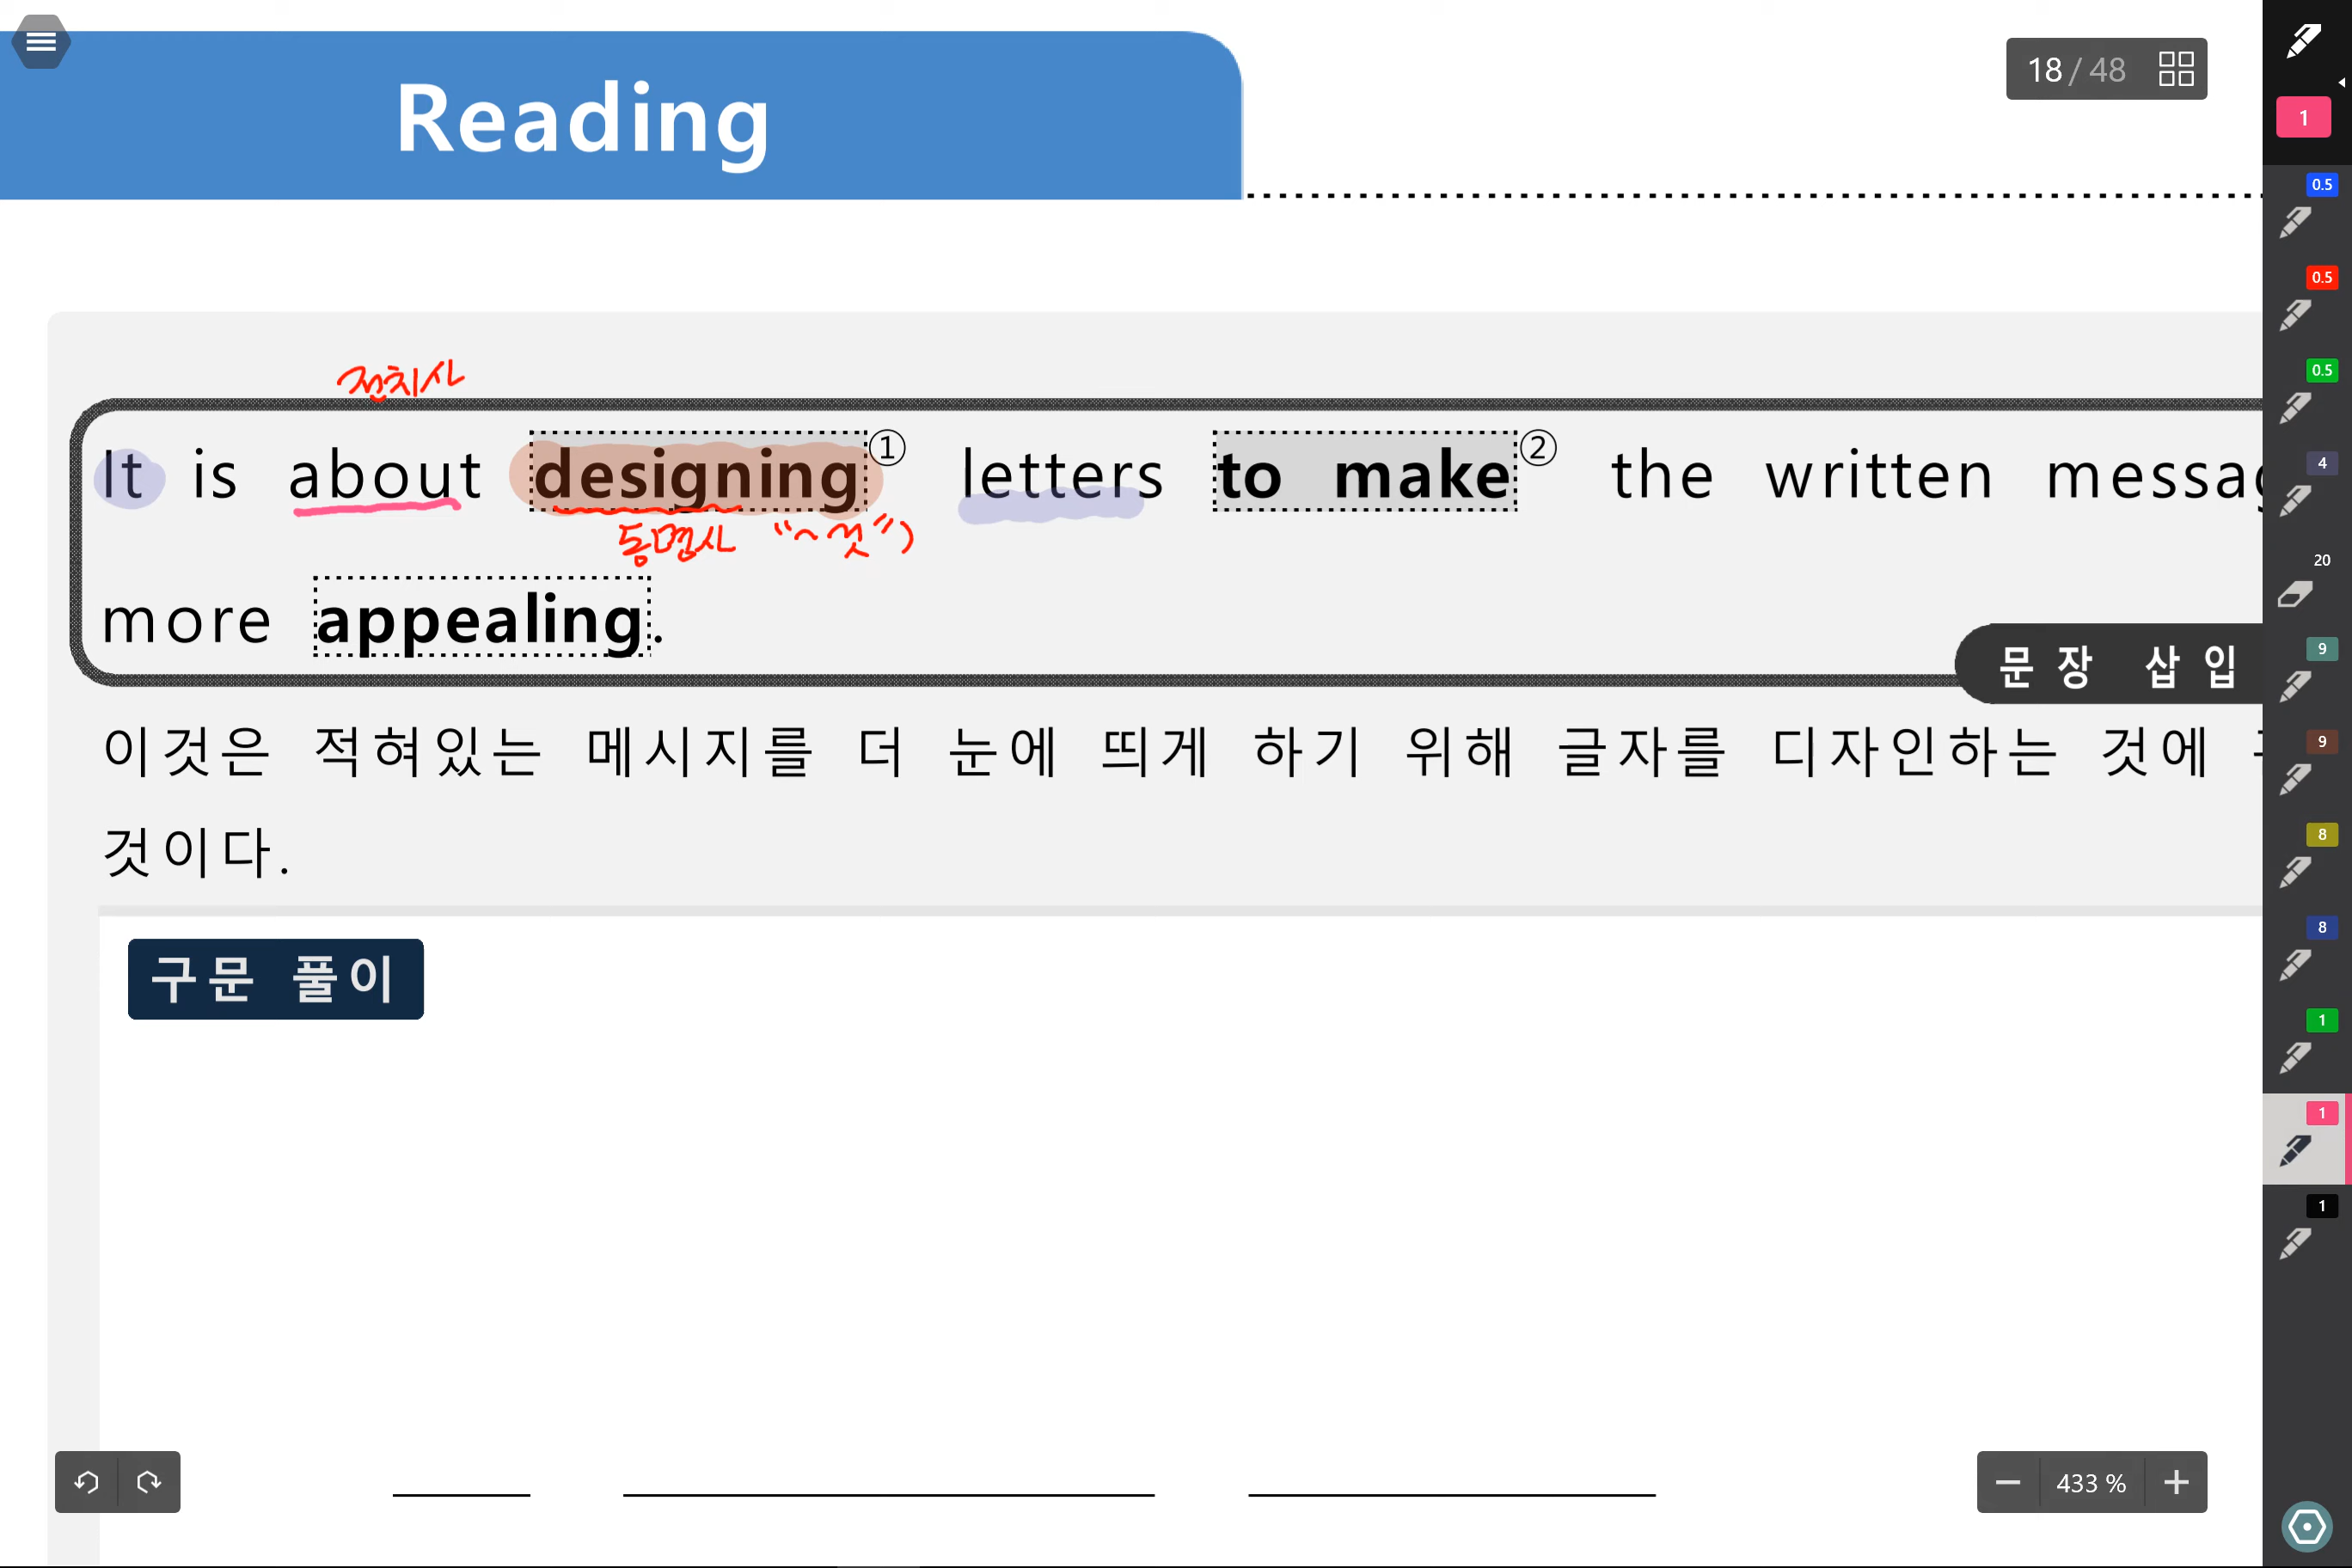 Reading
18 / 48
전치사
It is about designing① letters to make② the written messag
동명사 "~것")
more appealing.
문장 삽입
이것은 적혀있는 메시지를 더 눈에 띄게 하기 위해 글자를 디자인하는 것에
것이다.
구문 풀이
433 %
1
0.5
0.5
0.5
4
20
9
9
8
8
1
1
1